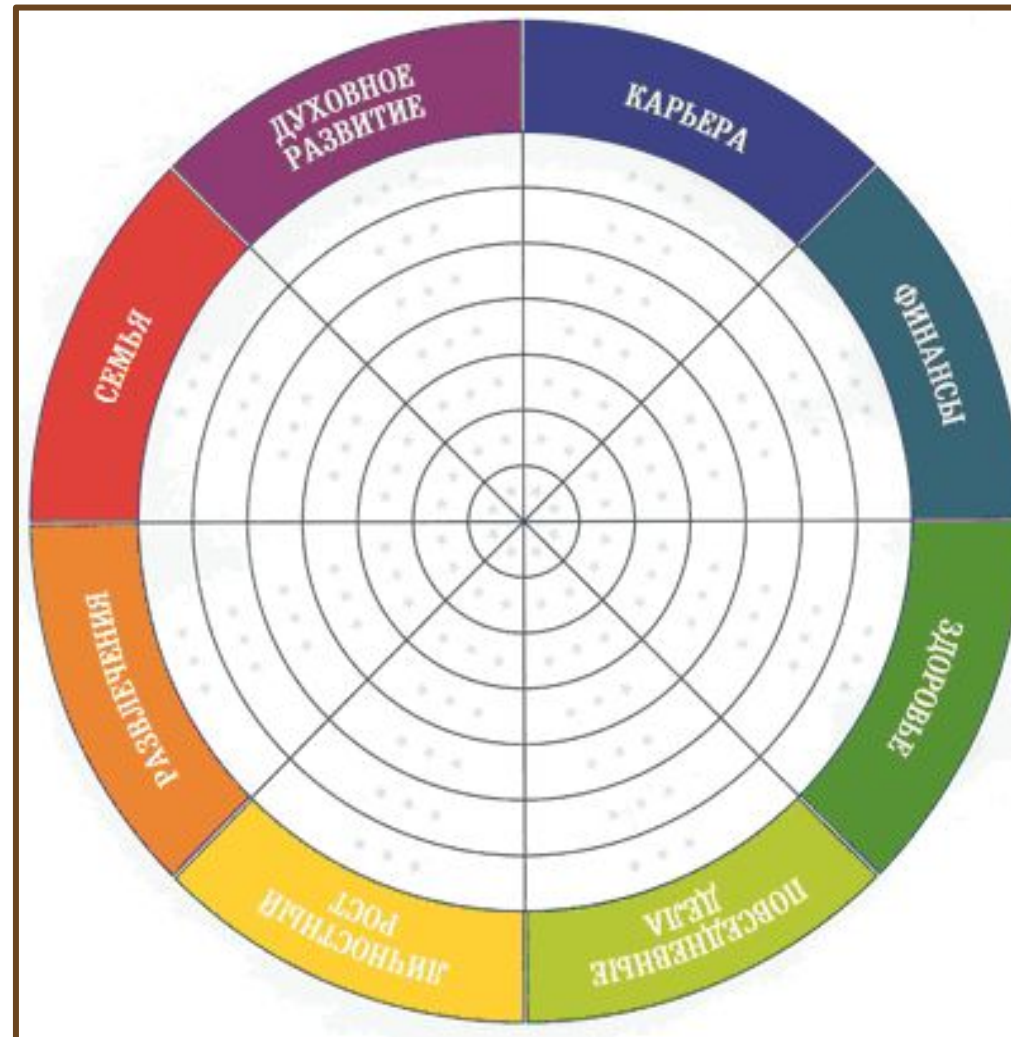 ДУХОВНОЕ
РАЗВИТИЕ
КАРЬЕРА
ФИНАНСЫ
ЗДОРОВЬЕ
ПОВСЕДНЕВНЫЕ
ДЕЛА
ЛИЧНОСТНЫЙ
РОСТ
РАЗВЛЕЧЕНИЯ
СЕМЬЯ